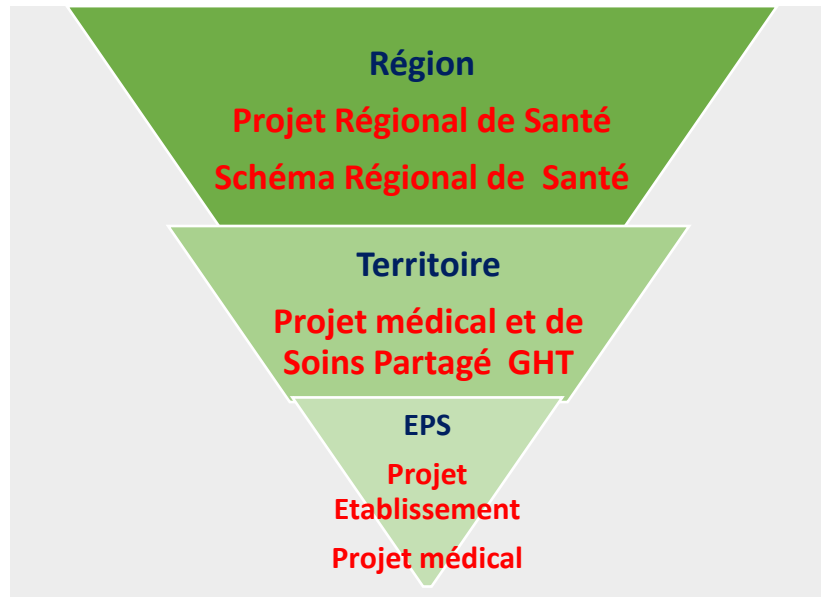 Région
Projet Régional de Santé
Schéma Régional de Santé
Territoire
Projet médical et de
Soins Partagé GHT
EPS
Projet
Etablissement
Projet médical